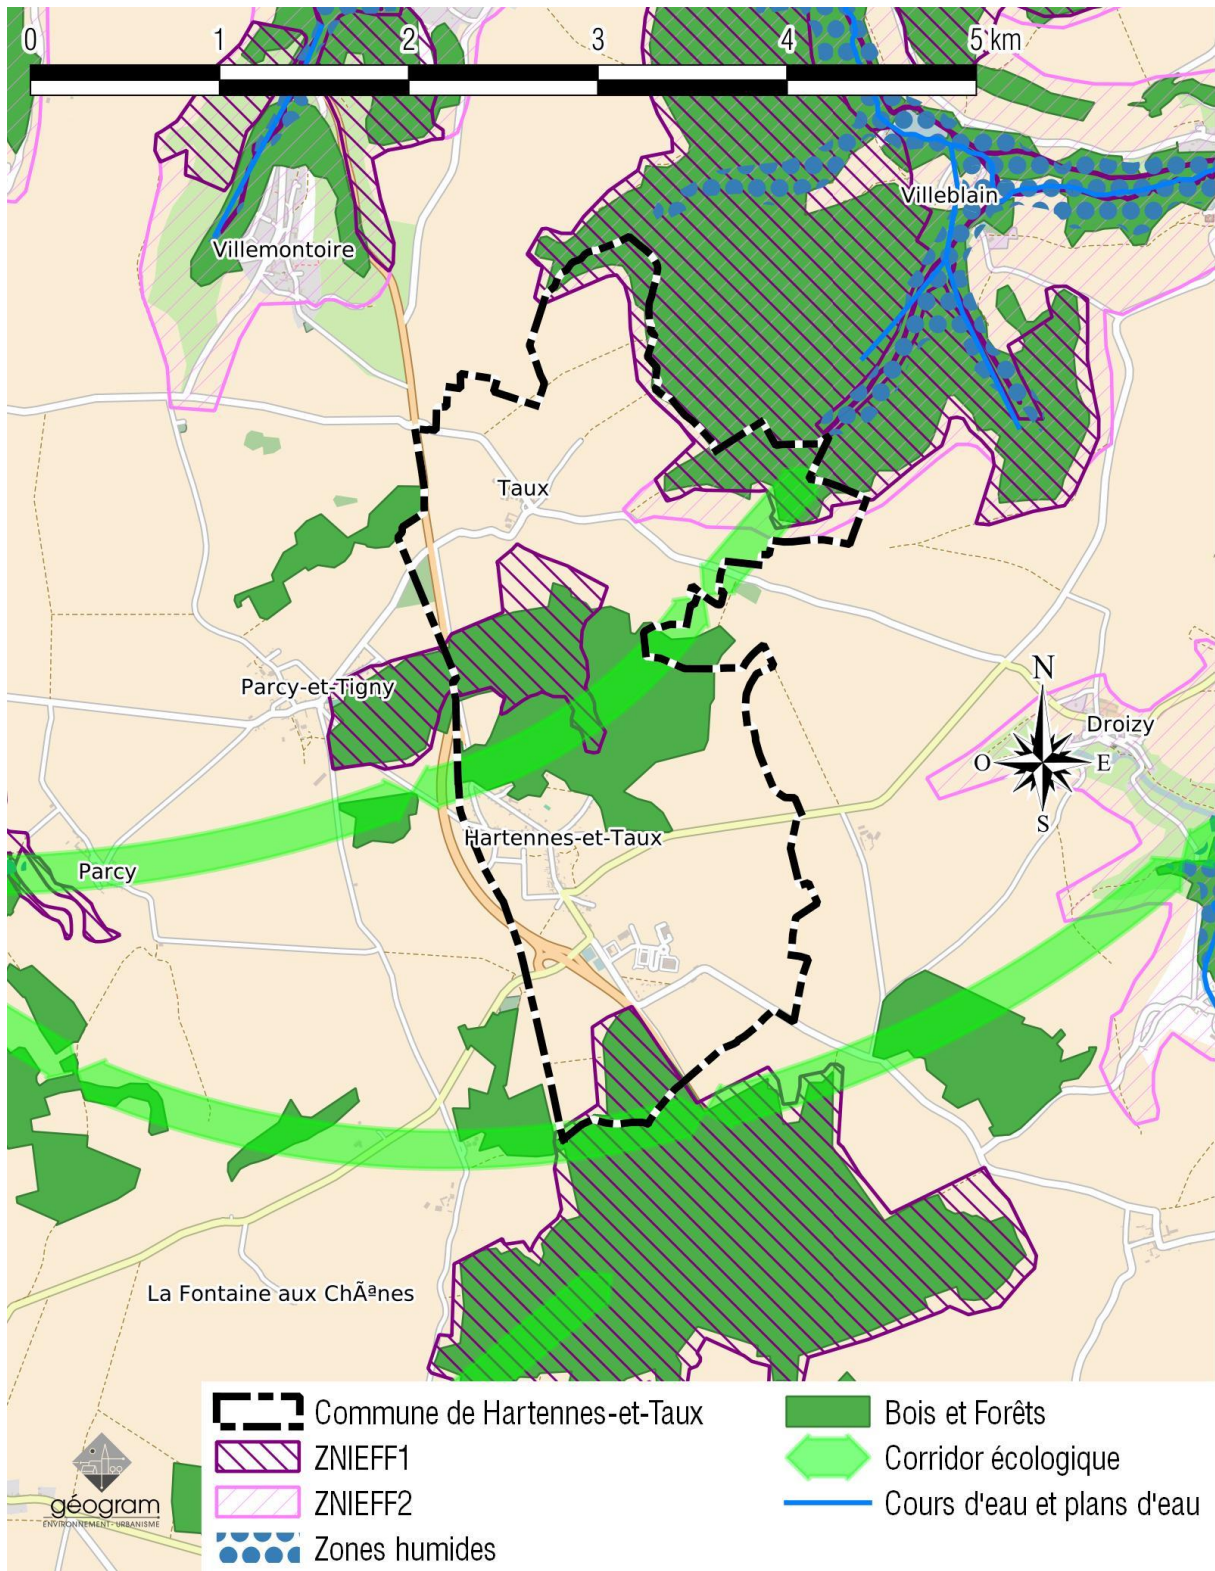 0 1 2 3 4 5 km
Villeblain
Villemontoire
Taux
Parcy-et-Tigny
N
Droizy
O E
S
Hartennes-et-Taux
Parcy
La Fontaine aux ChÃªnes
Commune de Hartennes-et-Taux
ZNIEFF1
ZNIEFF2
Zones humides
Bois et Forêts
Corridor écologique
Cours d'eau et plans d'eau
géogram
ENVIRONNEMENT - URBANISME